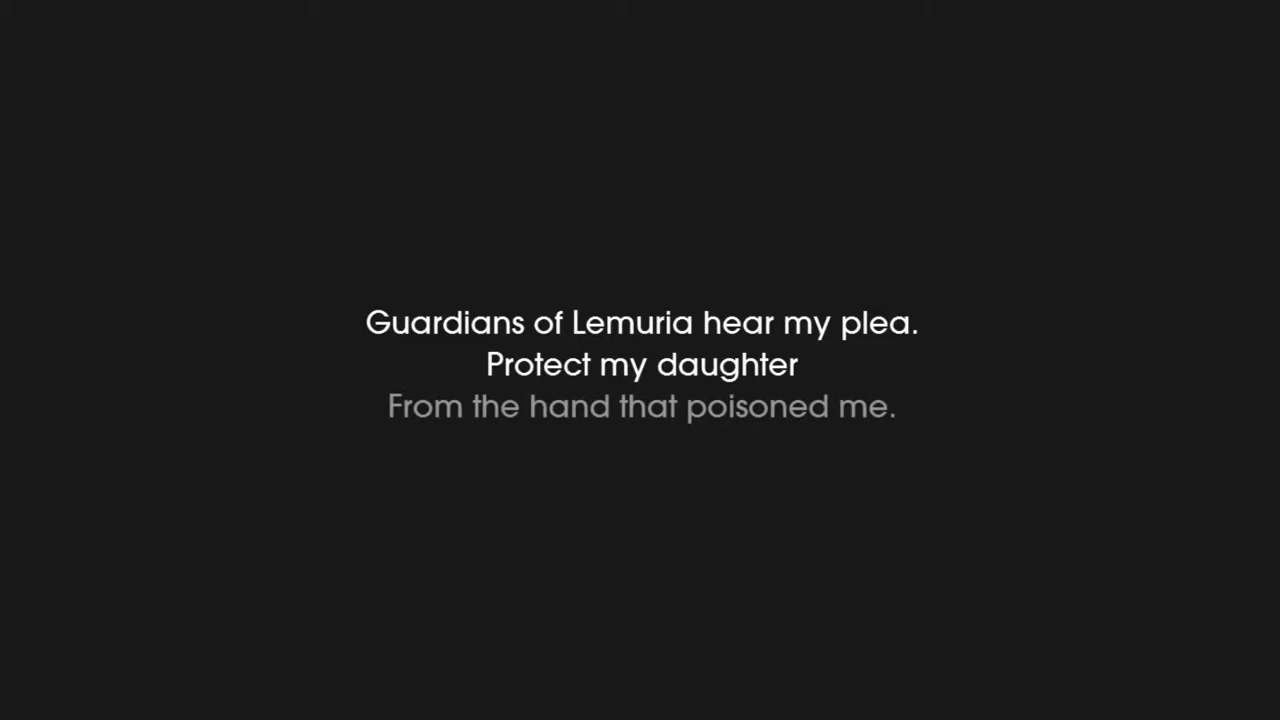 Guardians of Lemuria hear my plea.
Protect my daughter
From the hand that poisoned me.